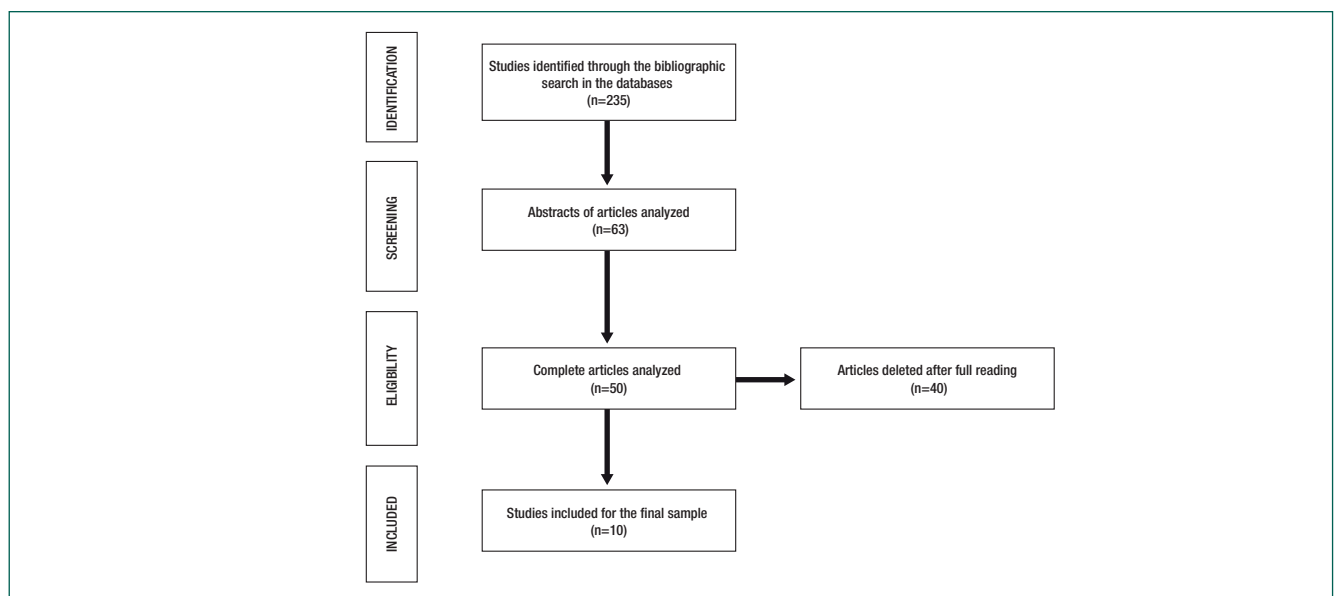 IDENTIFICATION
Studies identified through the bibliographic
search in the databases
(n=235)
SCREENING
Abstracts of articles analyzed
(n=63)
ELIGIBILITY
Complete articles analyzed
(n=50)
Articles deleted after full reading
(n=40)
INCLUDED
Studies included for the final sample
(n=10)